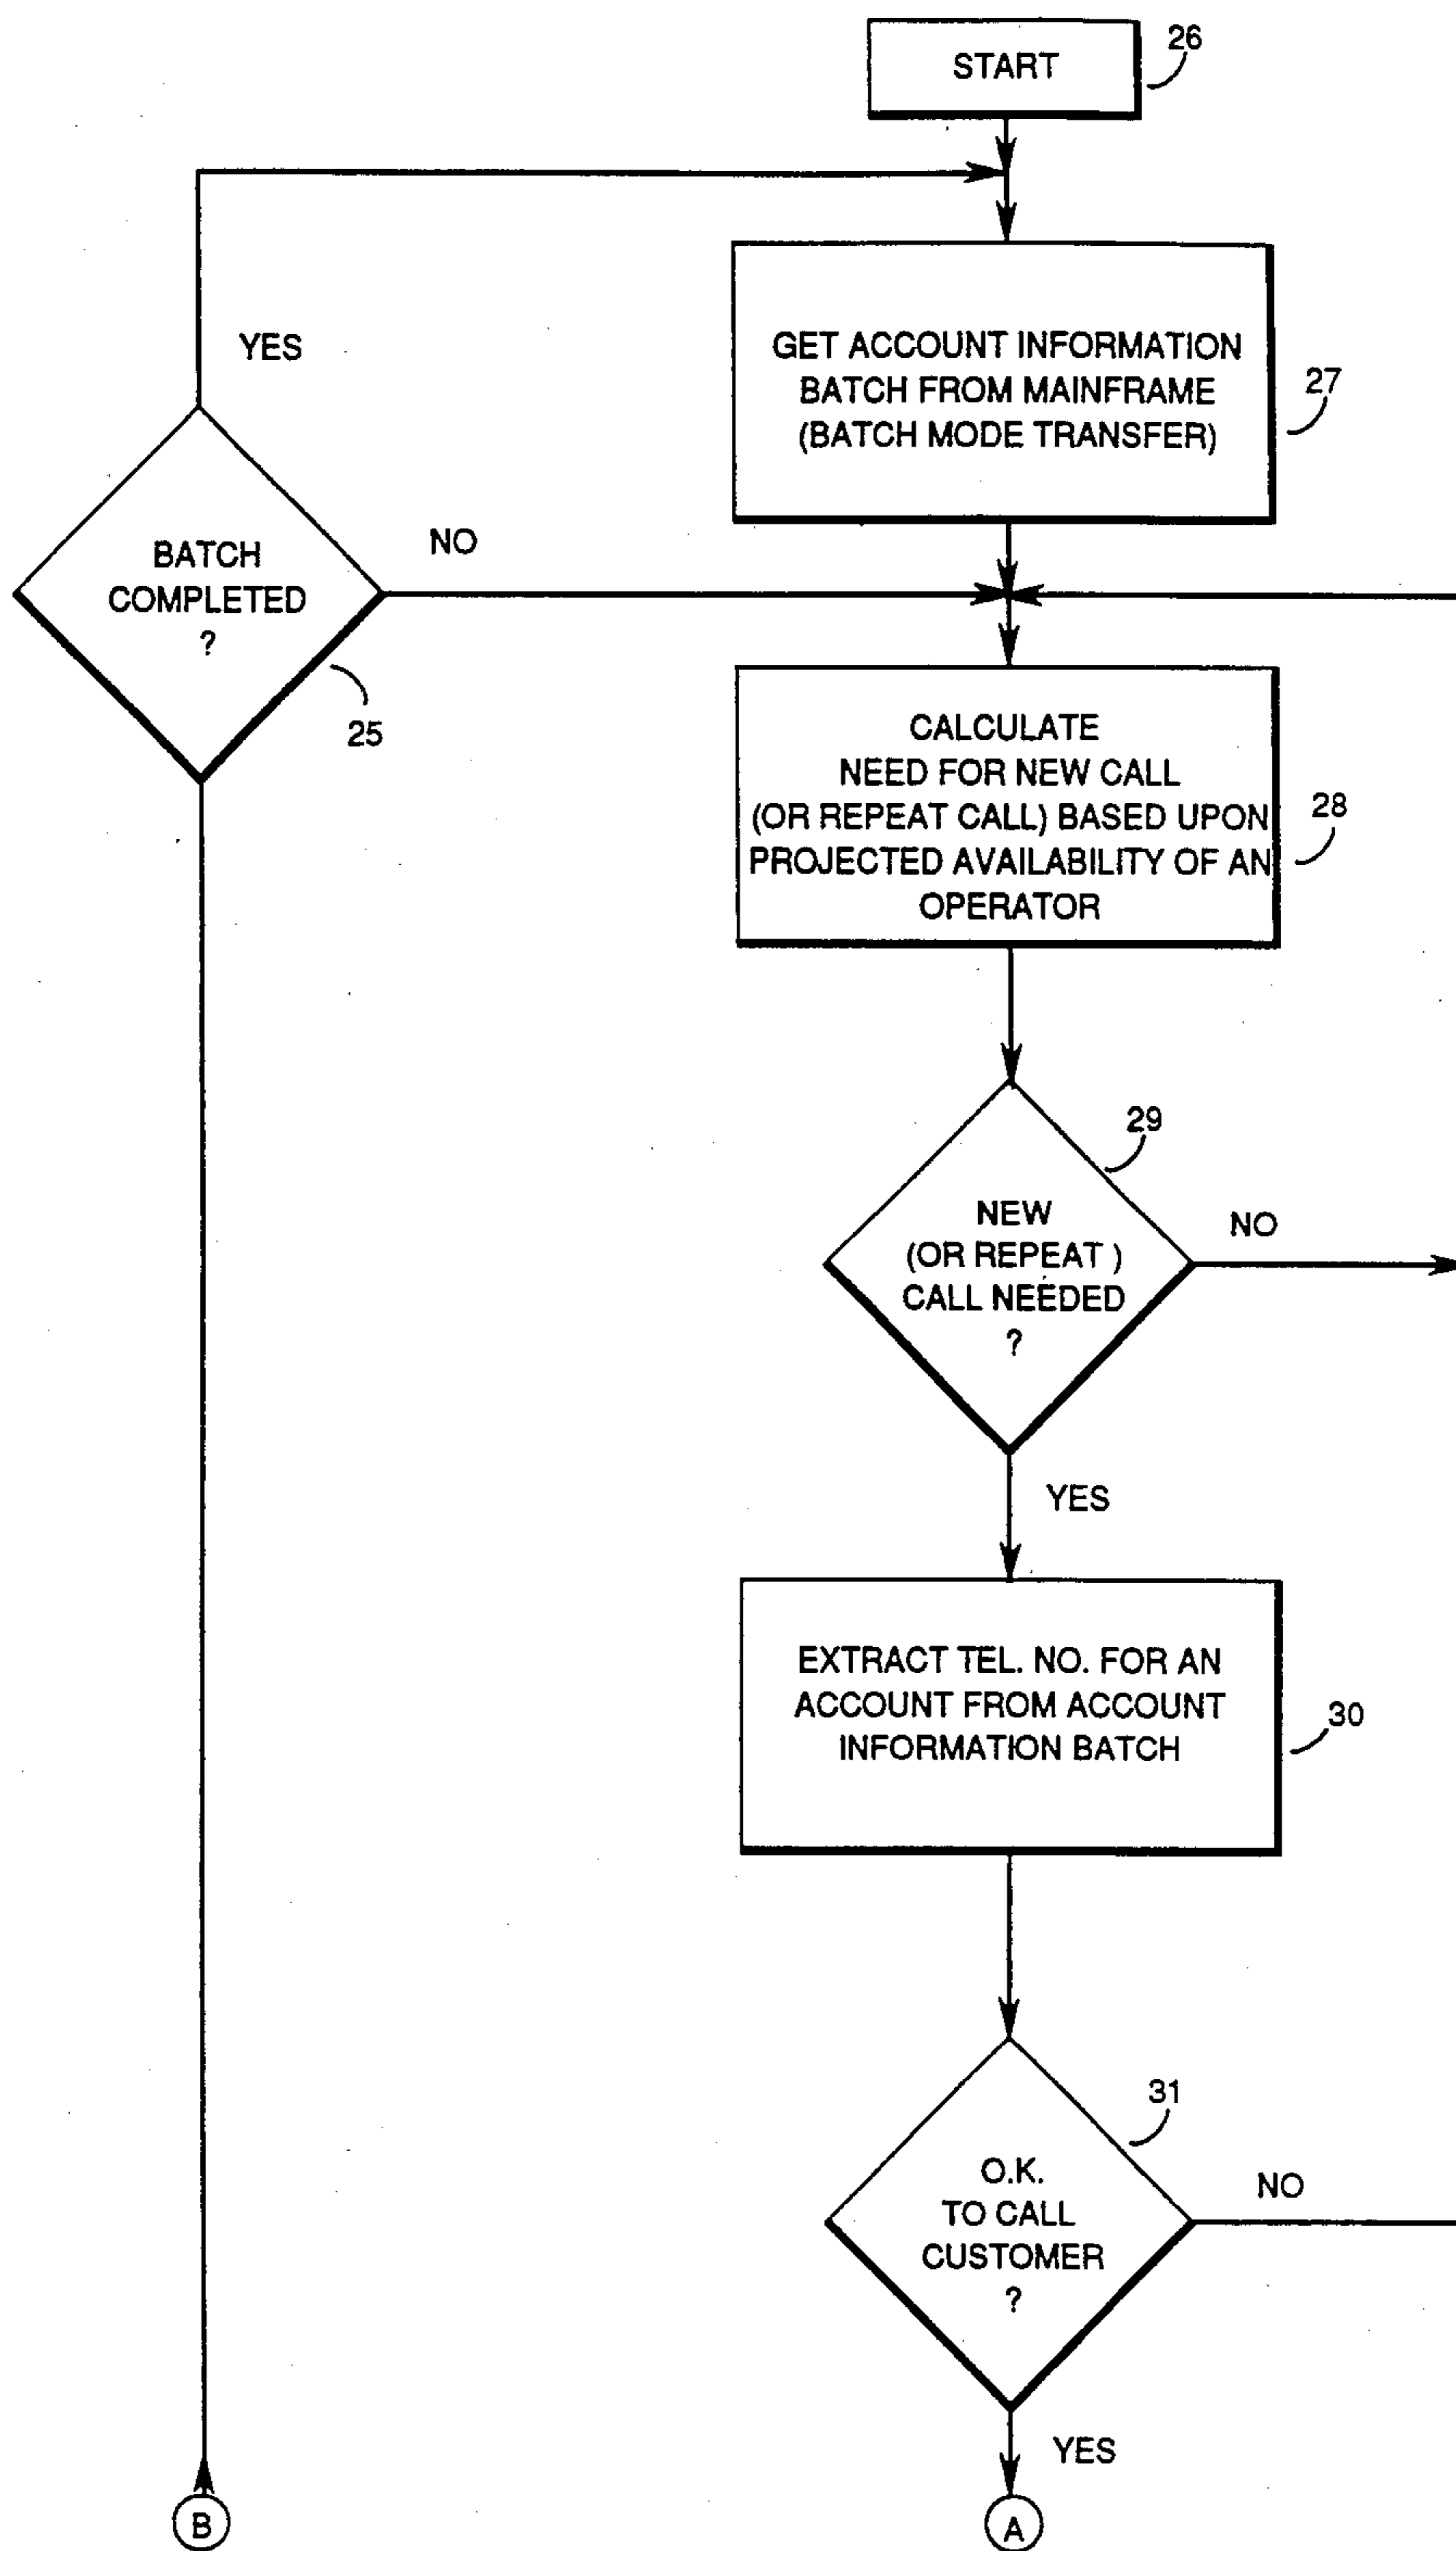 START
26
GET ACCOUNT INFORMATION
BATCH FROM MAINFRAME
(BATCH MODE TRANSFER)
27
YES
BATCH
COMPLETED
?
NO
25
CALCULATE
NEED FOR NEW CALL
(OR REPEAT CALL) BASED UPON
PROJECTED AVAILABILITY OF AN
OPERATOR
28
29
NEW
(OR REPEAT )
CALL NEEDED
?
NO
YES
EXTRACT TEL. NO. FOR AN
ACCOUNT FROM ACCOUNT
INFORMATION BATCH
30
31
O.K.
TO CALL
CUSTOMER
?
NO
YES
B
A